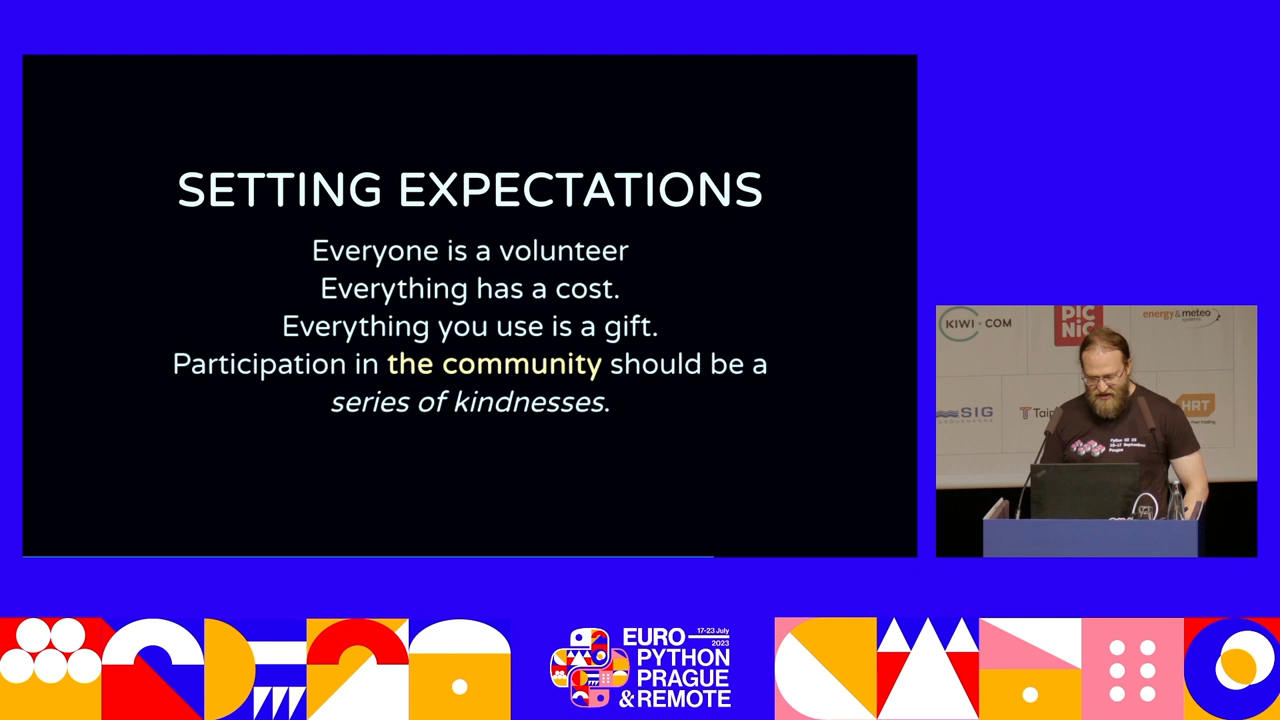 SETTING EXPECTATIONS
Everyone is a volunteer
Everything has a cost.
Everything you use is a gift.
Participation in the community should be a
series of kindnesses.
KIWI•COM
PIC
NIC
energy & meteo
systems
SIG
SUSQUEHANNA
HRT
EURO
17-23 July
2023
PYTHON
PRAGUE
& REMOTE